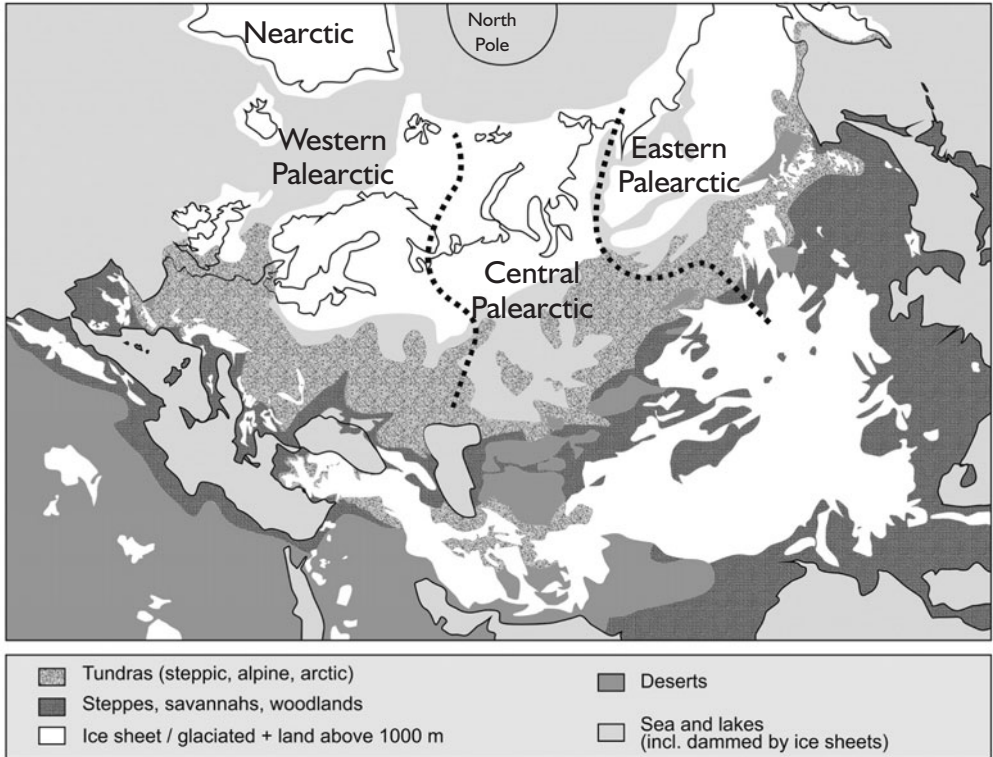 Nearctic
North
Pole
Western
Palearctic
Eastern
Palearctic
Central
Palearctic
Tundras (steppic, alpine, arctic)
Steppes, savannahs, woodlands
Ice sheet / glaciated + land above 1000 m
Deserts
Sea and lakes
(incl. dammed by ice sheets)